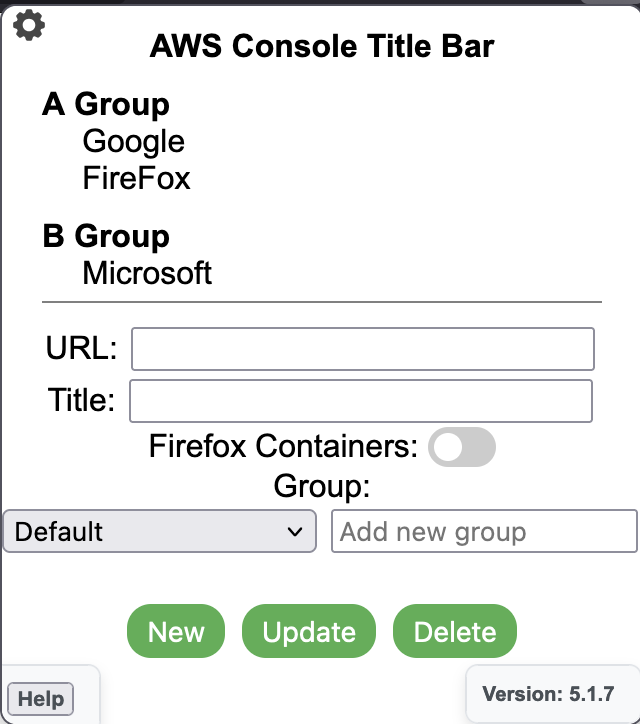 AWS Console Title Bar
A Group
Google
FireFox
B Group
Microsoft
URL:
Title:
Firefox Containers:
Group:
Default Add new group
New Update Delete
Help Version: 5.1.7